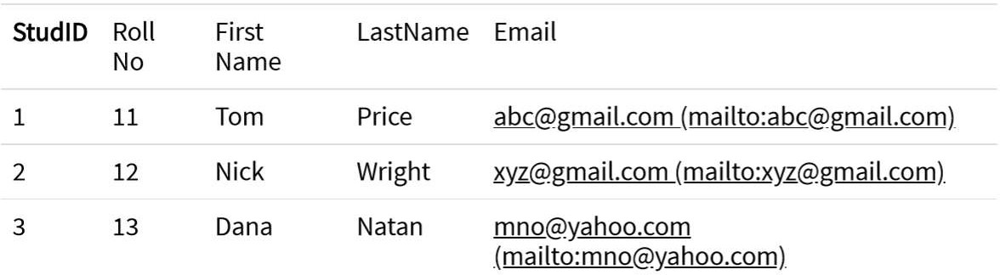 StudID Roll No First Name LastName Email
1 11 Tom Price abc@gmail.com (mailto:abc@gmail.com)
2 12 Nick Wright xyz@gmail.com (mailto:xyz@gmail.com)
3 13 Dana Natan mno@yahoo.com
(mailto:mno@yahoo.com)